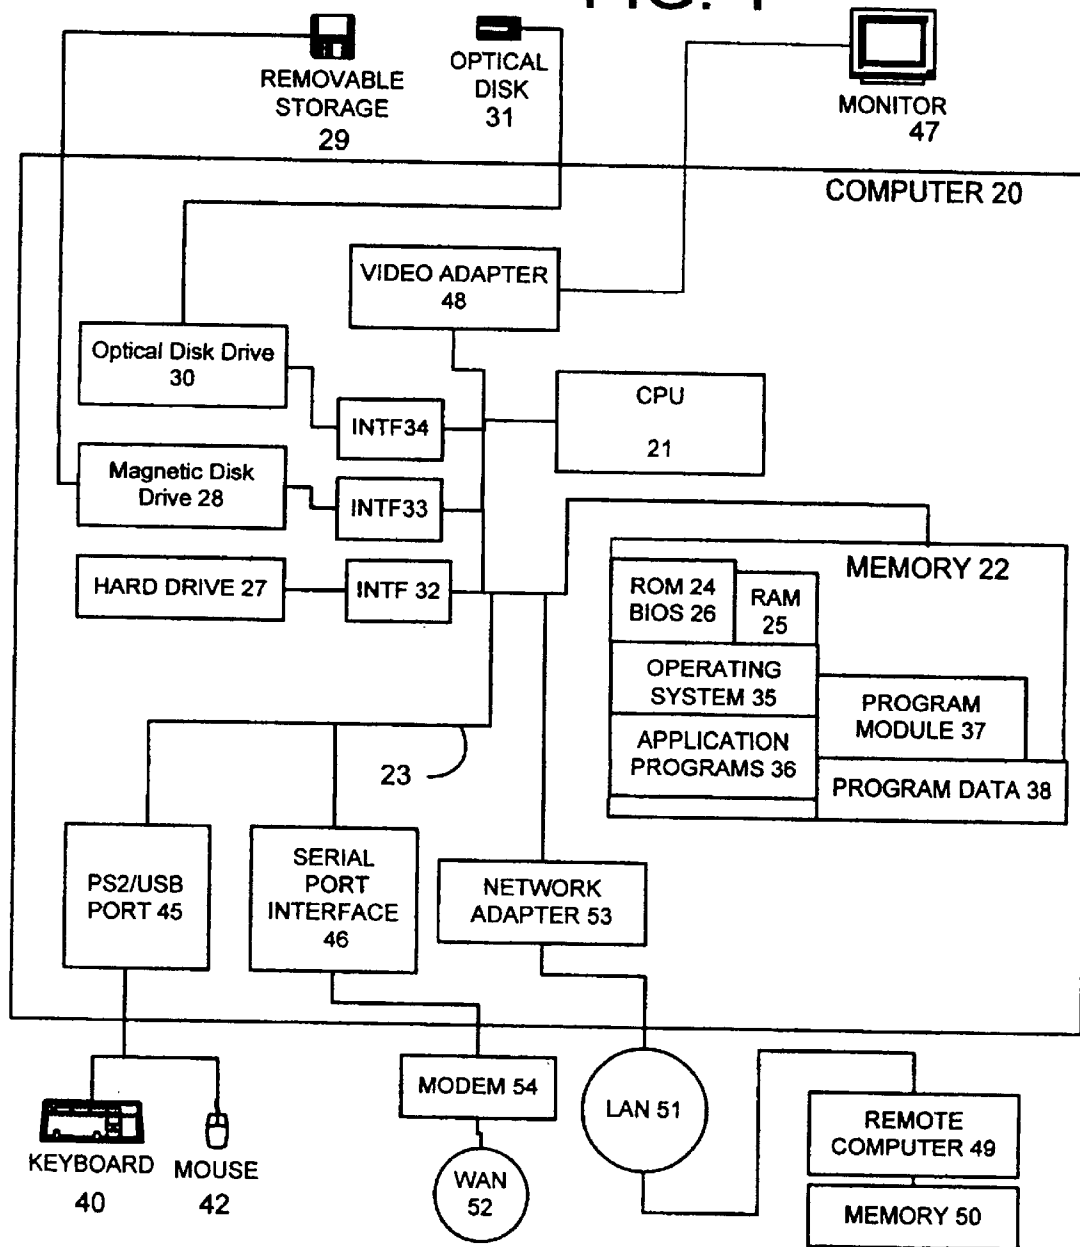 FIG. 1
REMOVABLE
STORAGE
29
OPTICAL
DISK
31
MONITOR
47
COMPUTER 20
VIDEO ADAPTER
48
Optical Disk Drive
30
INTF34
CPU
21
Magnetic Disk
Drive 28
INTF33
HARD DRIVE 27
INTF 32
MEMORY 22
ROM 24
BIOS 26
RAM
25
OPERATING
SYSTEM 35
PROGRAM
MODULE 37
APPLICATION
PROGRAMS 36
PROGRAM DATA 38
23
PS2/USB
PORT 45
SERIAL
PORT
INTERFACE
46
NETWORK
ADAPTER 53
MODEM 54
LAN 51
REMOTE
COMPUTER 49
KEYBOARD
40
MOUSE
42
WAN
52
MEMORY 50